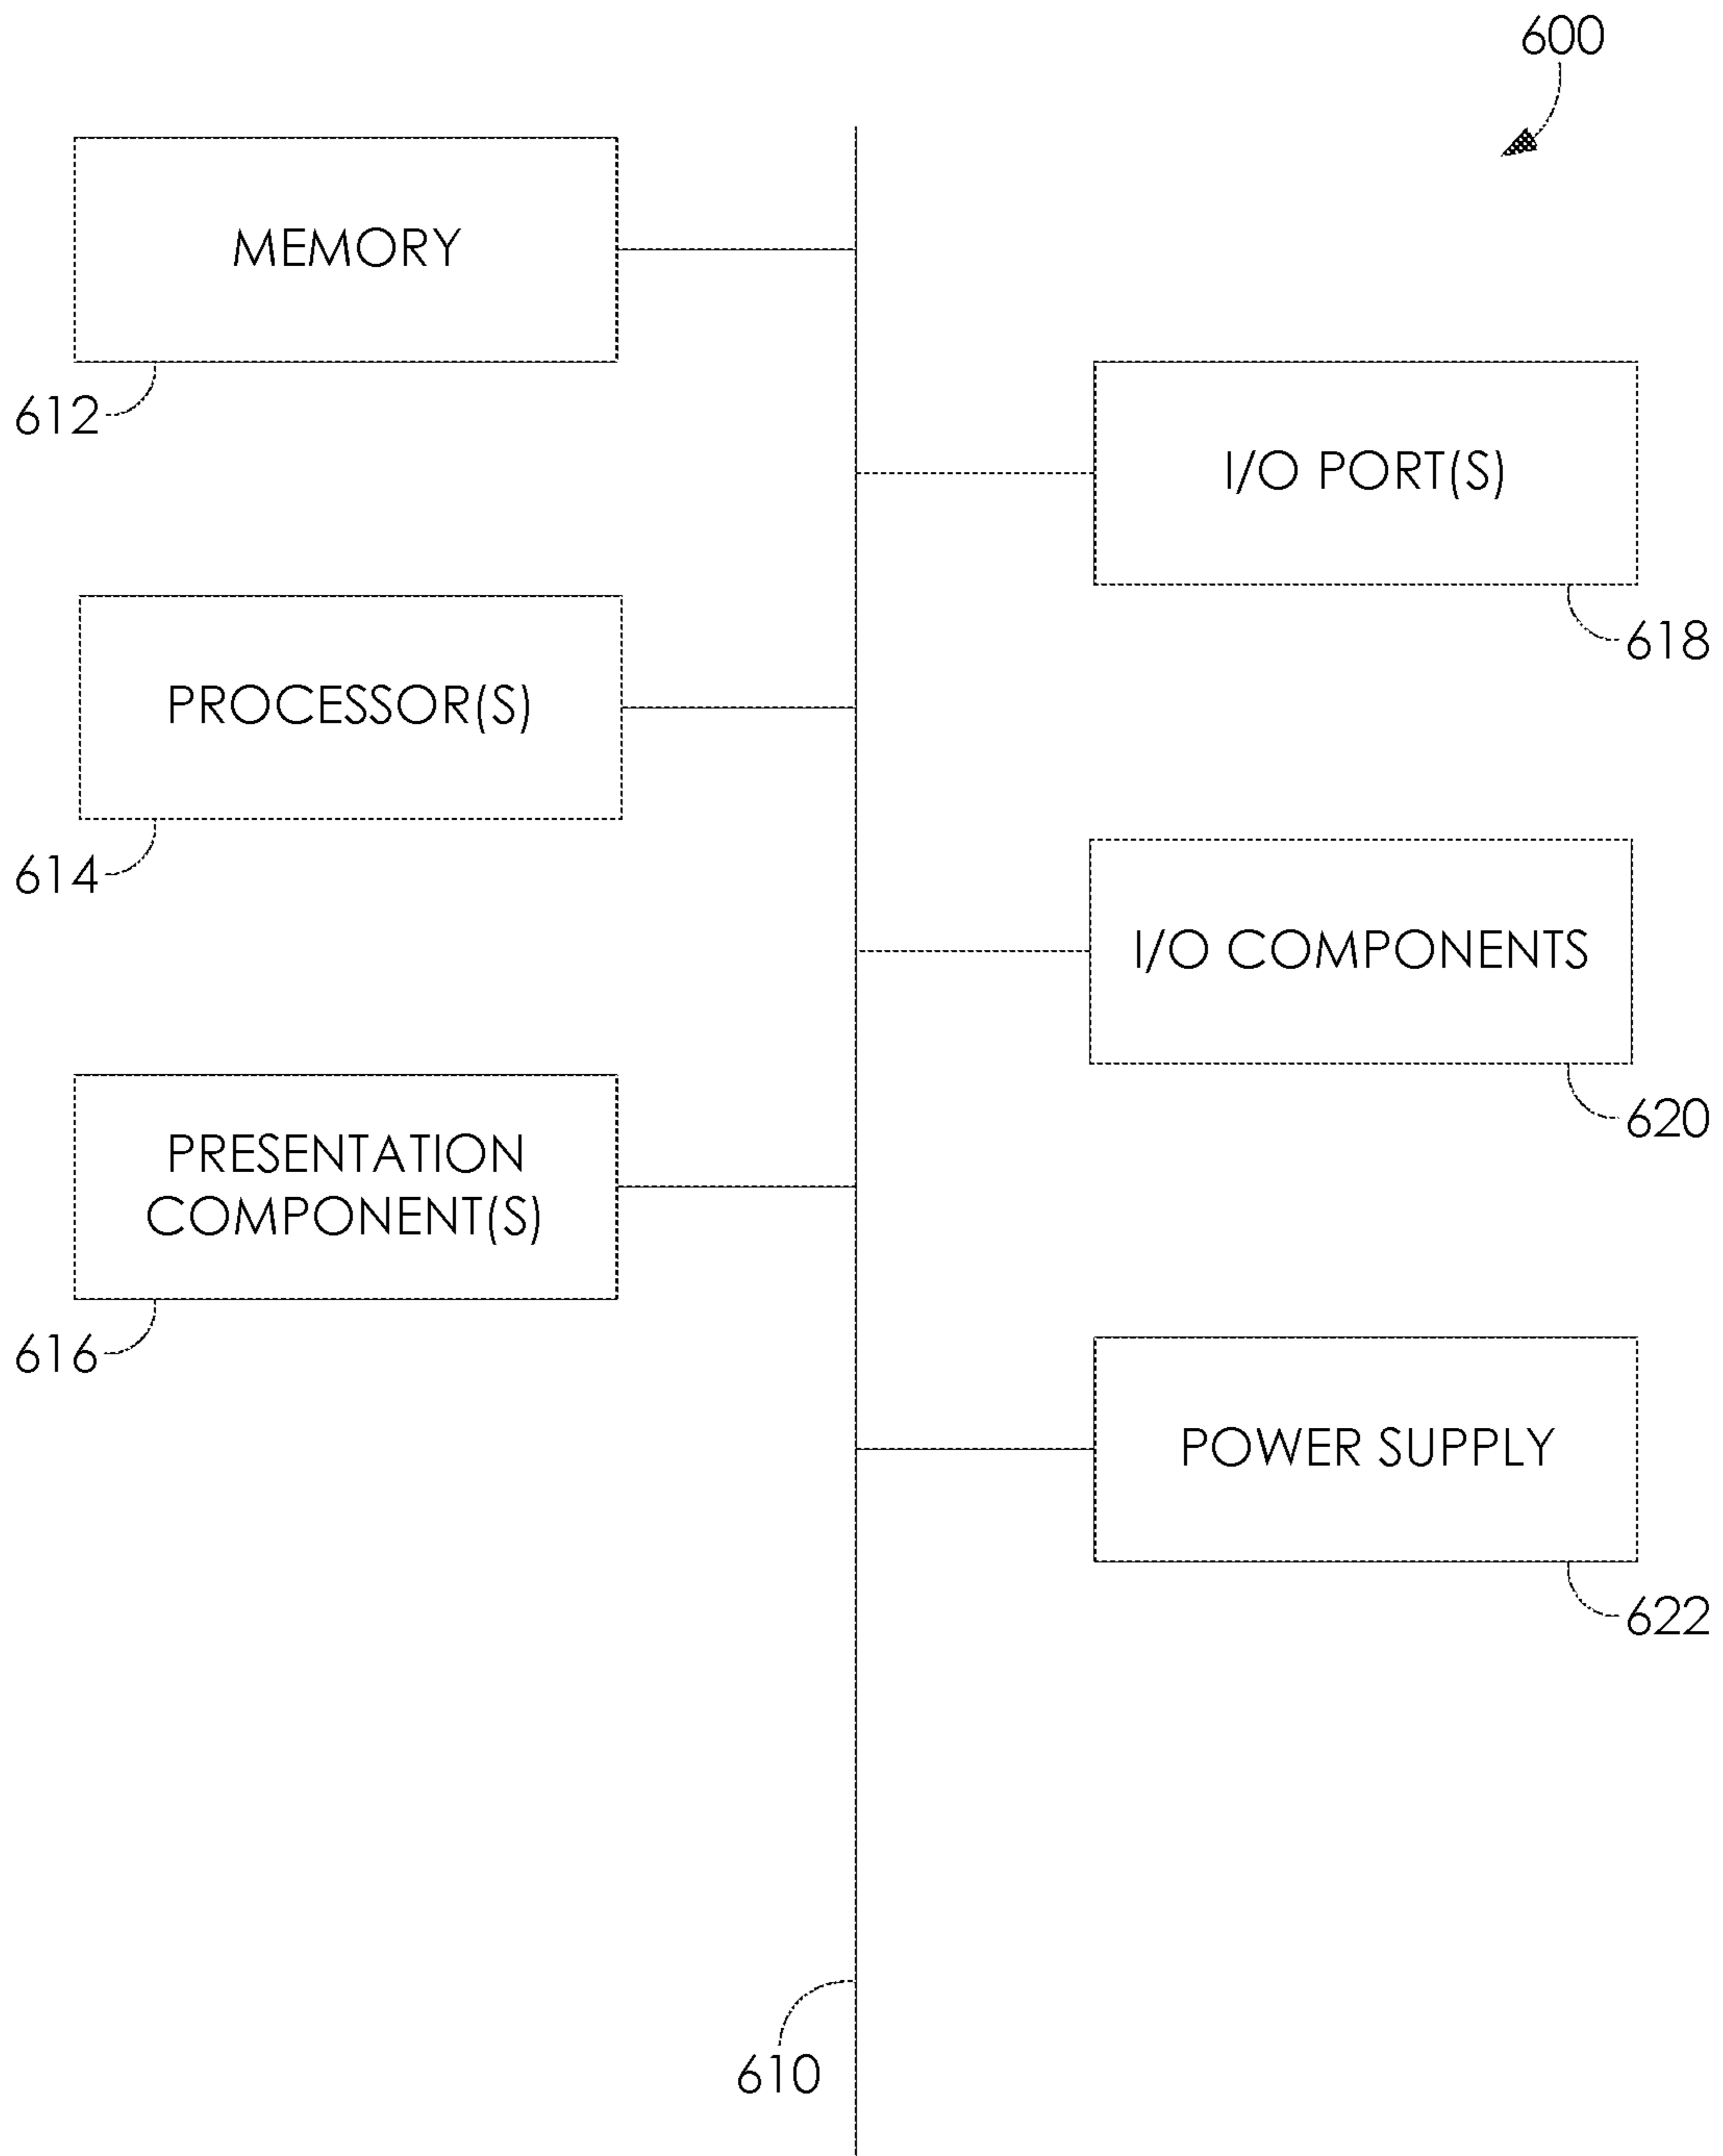 600
MEMORY
612
I/O PORT(S)
618
PROCESSOR(S)
614
I/O COMPONENTS
620
PRESENTATION
COMPONENT(S)
616
POWER SUPPLY
622
610